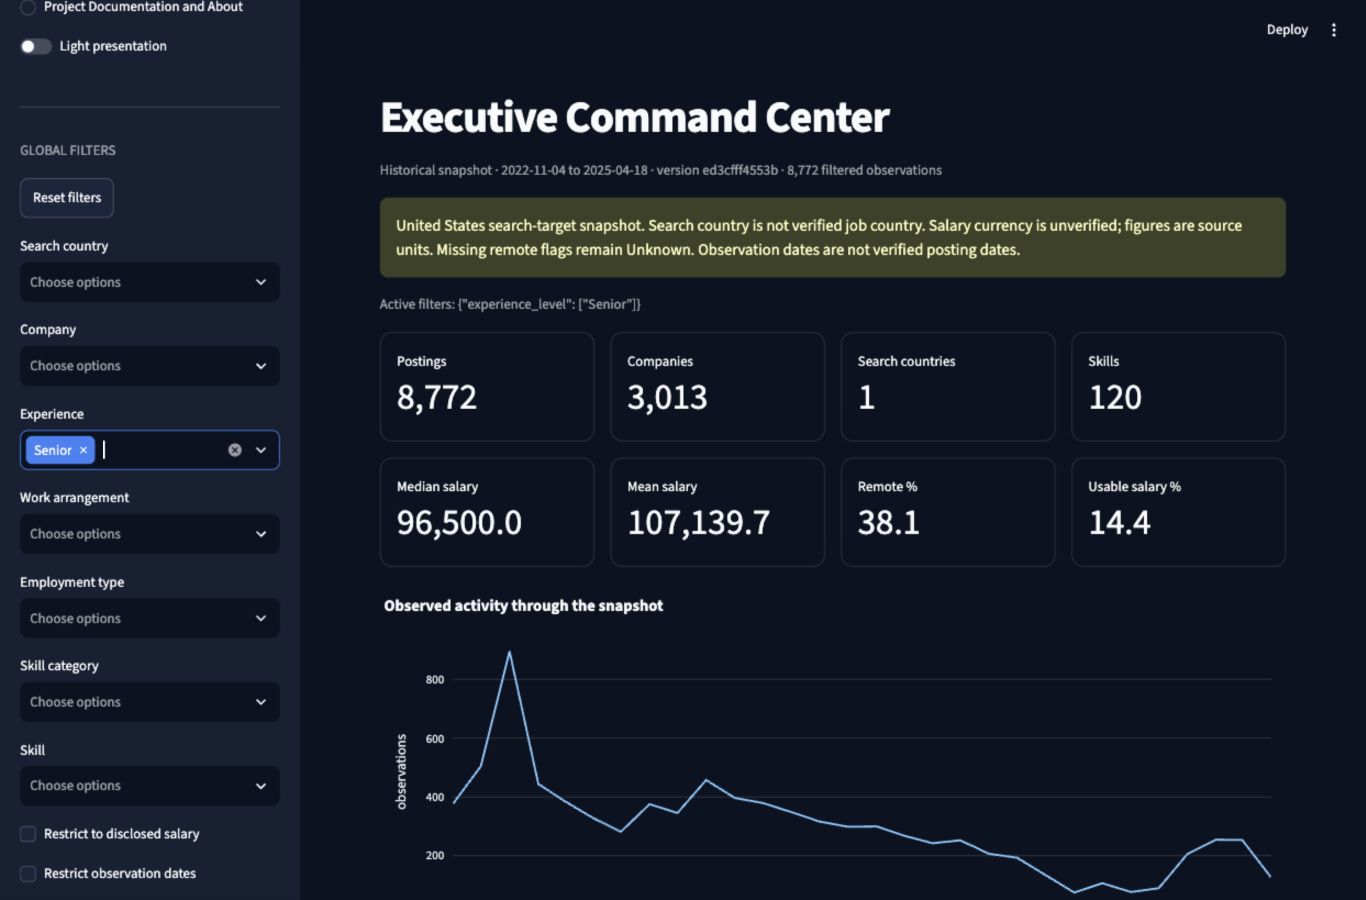 Project Documentation and About
Light presentation
GLOBAL FILTERS
Reset filters
Search country
Choose options
Company
Choose options
Experience
Senior ×
Work arrangement
Choose options
Employment type
Choose options
Skill category
Choose options
Skill
Choose options
Restrict to disclosed salary
Restrict observation dates
Deploy
Executive Command Center
Historical snapshot · 2022-11-04 to 2025-04-18 · version ed3cfff4553b · 8,772 filtered observations
United States search-target snapshot. Search country is not verified job country. Salary currency is unverified; figures are source
units. Missing remote flags remain Unknown. Observation dates are not verified posting dates.
Active filters: {"experience_level": ["Senior"]}
Postings
8,772
Companies
3,013
Search countries
1
Skills
120
Median salary
96,500.0
Mean salary
107,139.7
Remote %
38.1
Usable salary %
14.4
Observed activity through the snapshot
observations
800
600
400
200